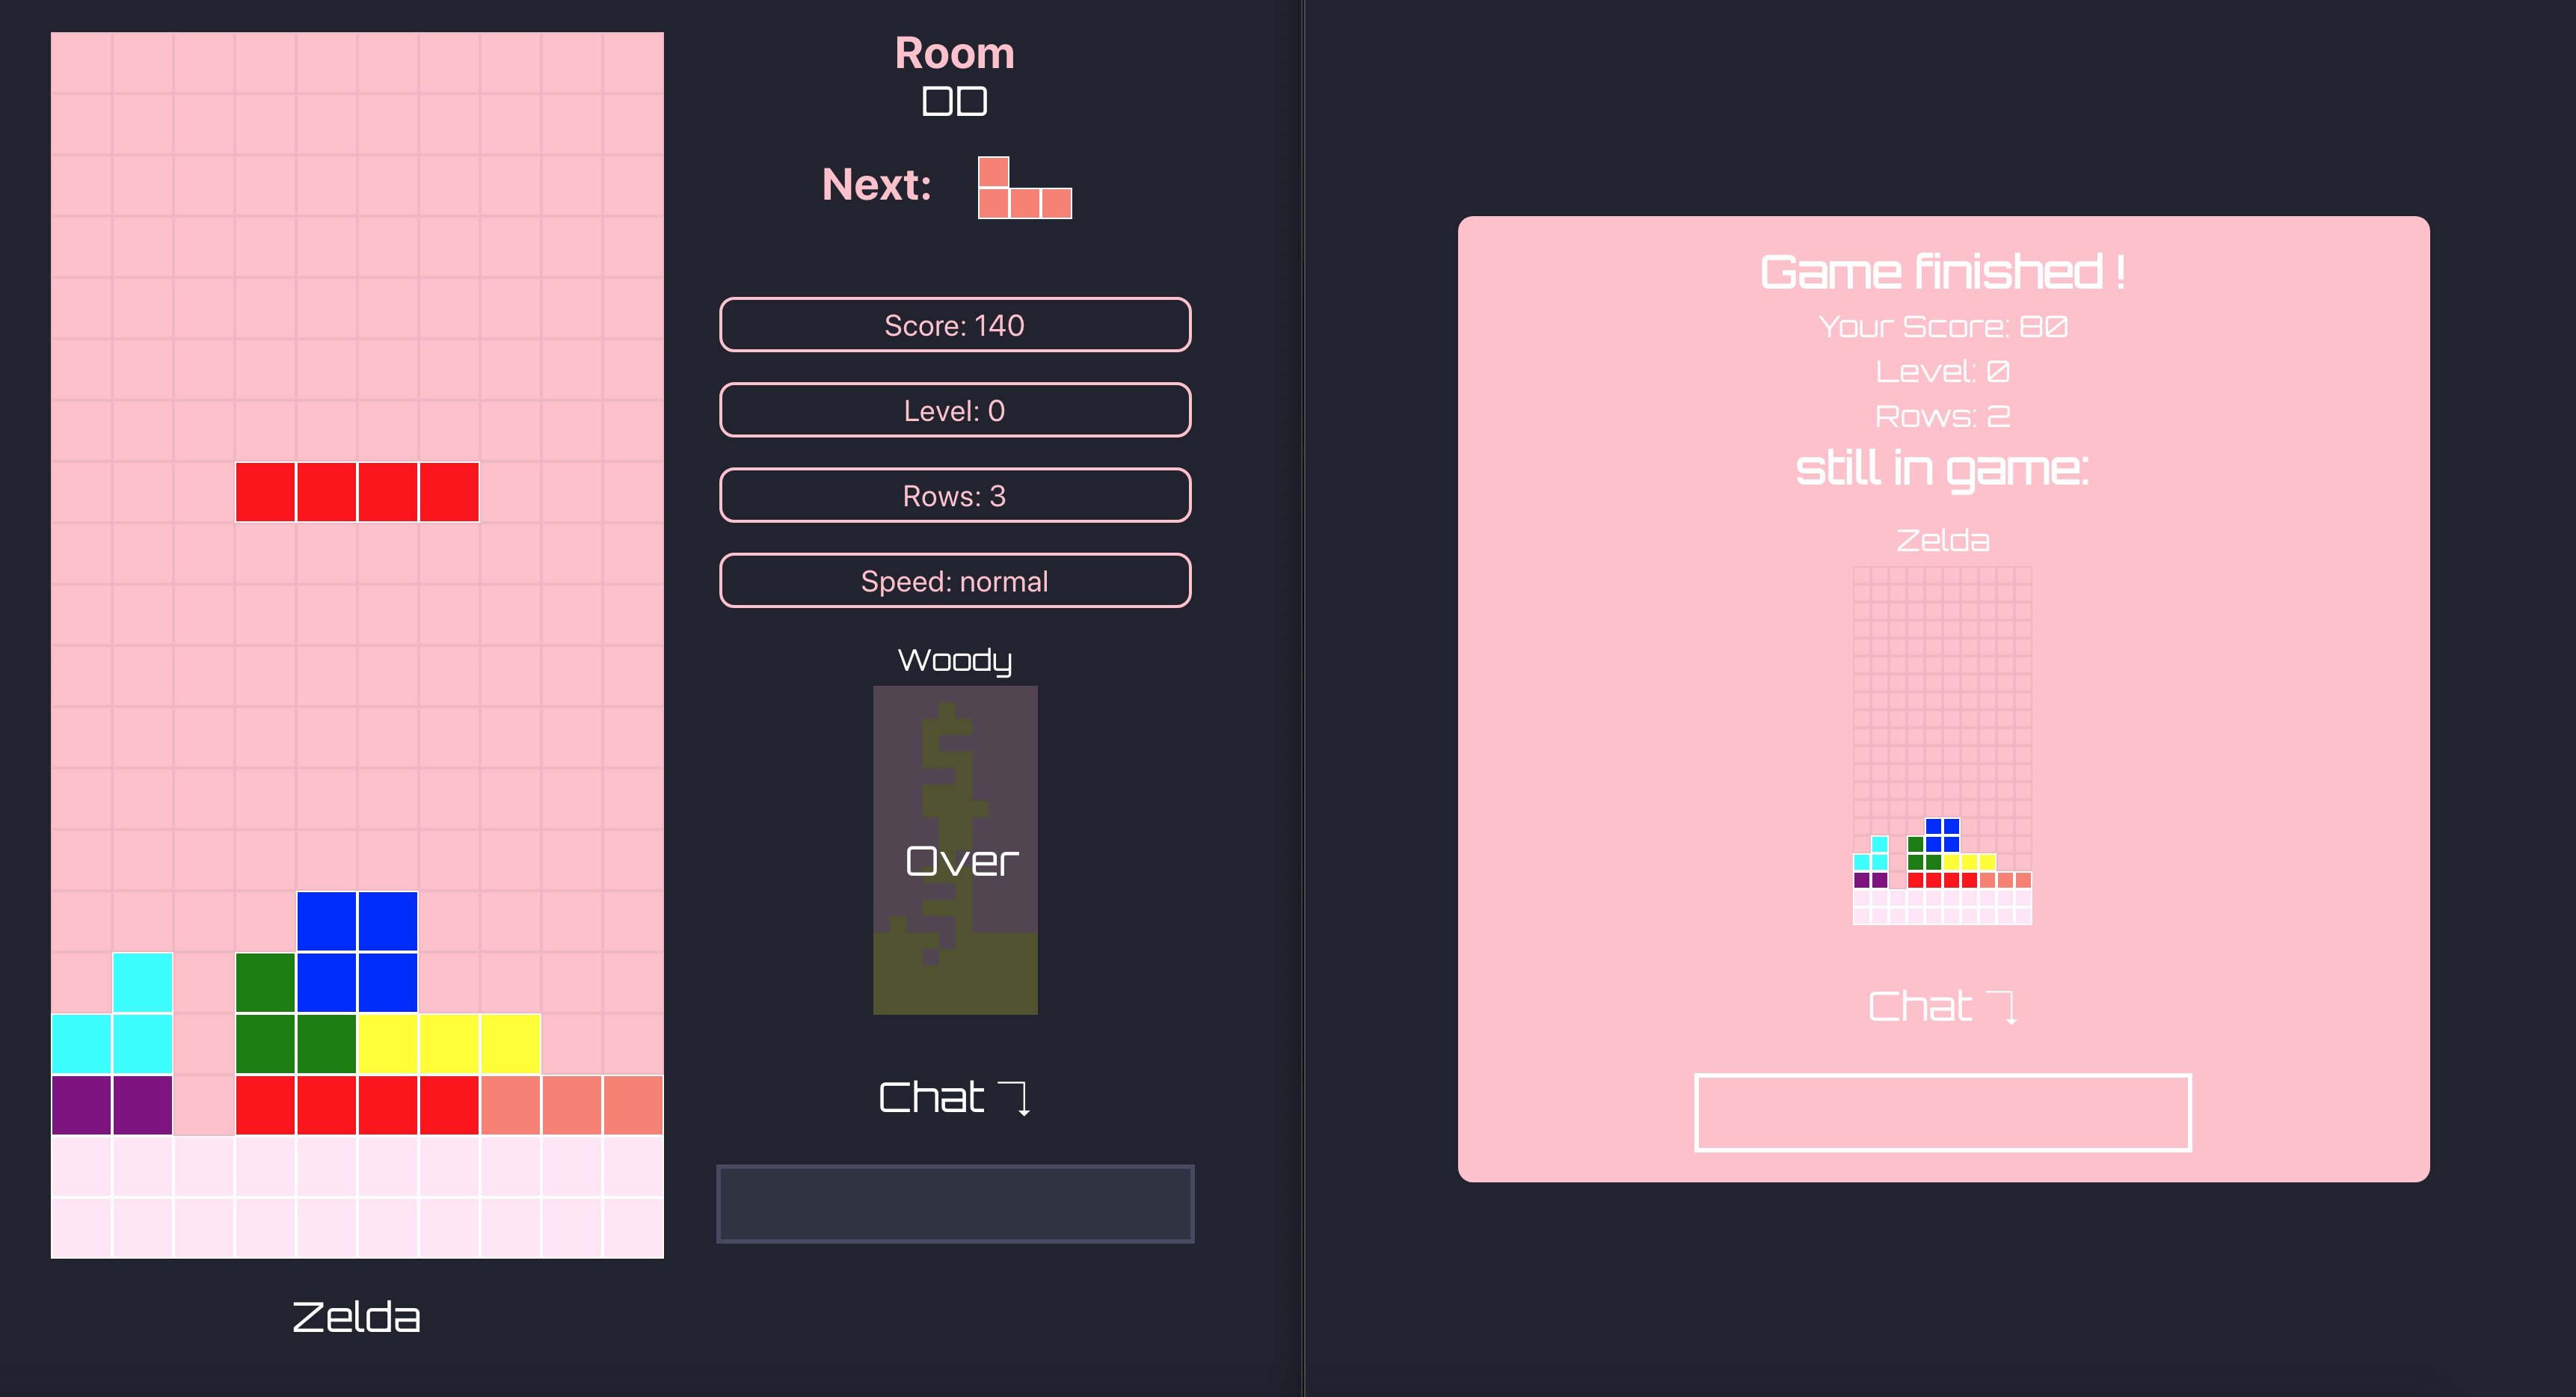 Room
DD
Next:
Score: 140
Level: 0
Rows: 3
Speed: normal
Woody
Over
Chat
Zelda
Game finished !
Your Score: 80
Level: 0
Rows: 2
still in game:
Zelda
Chat